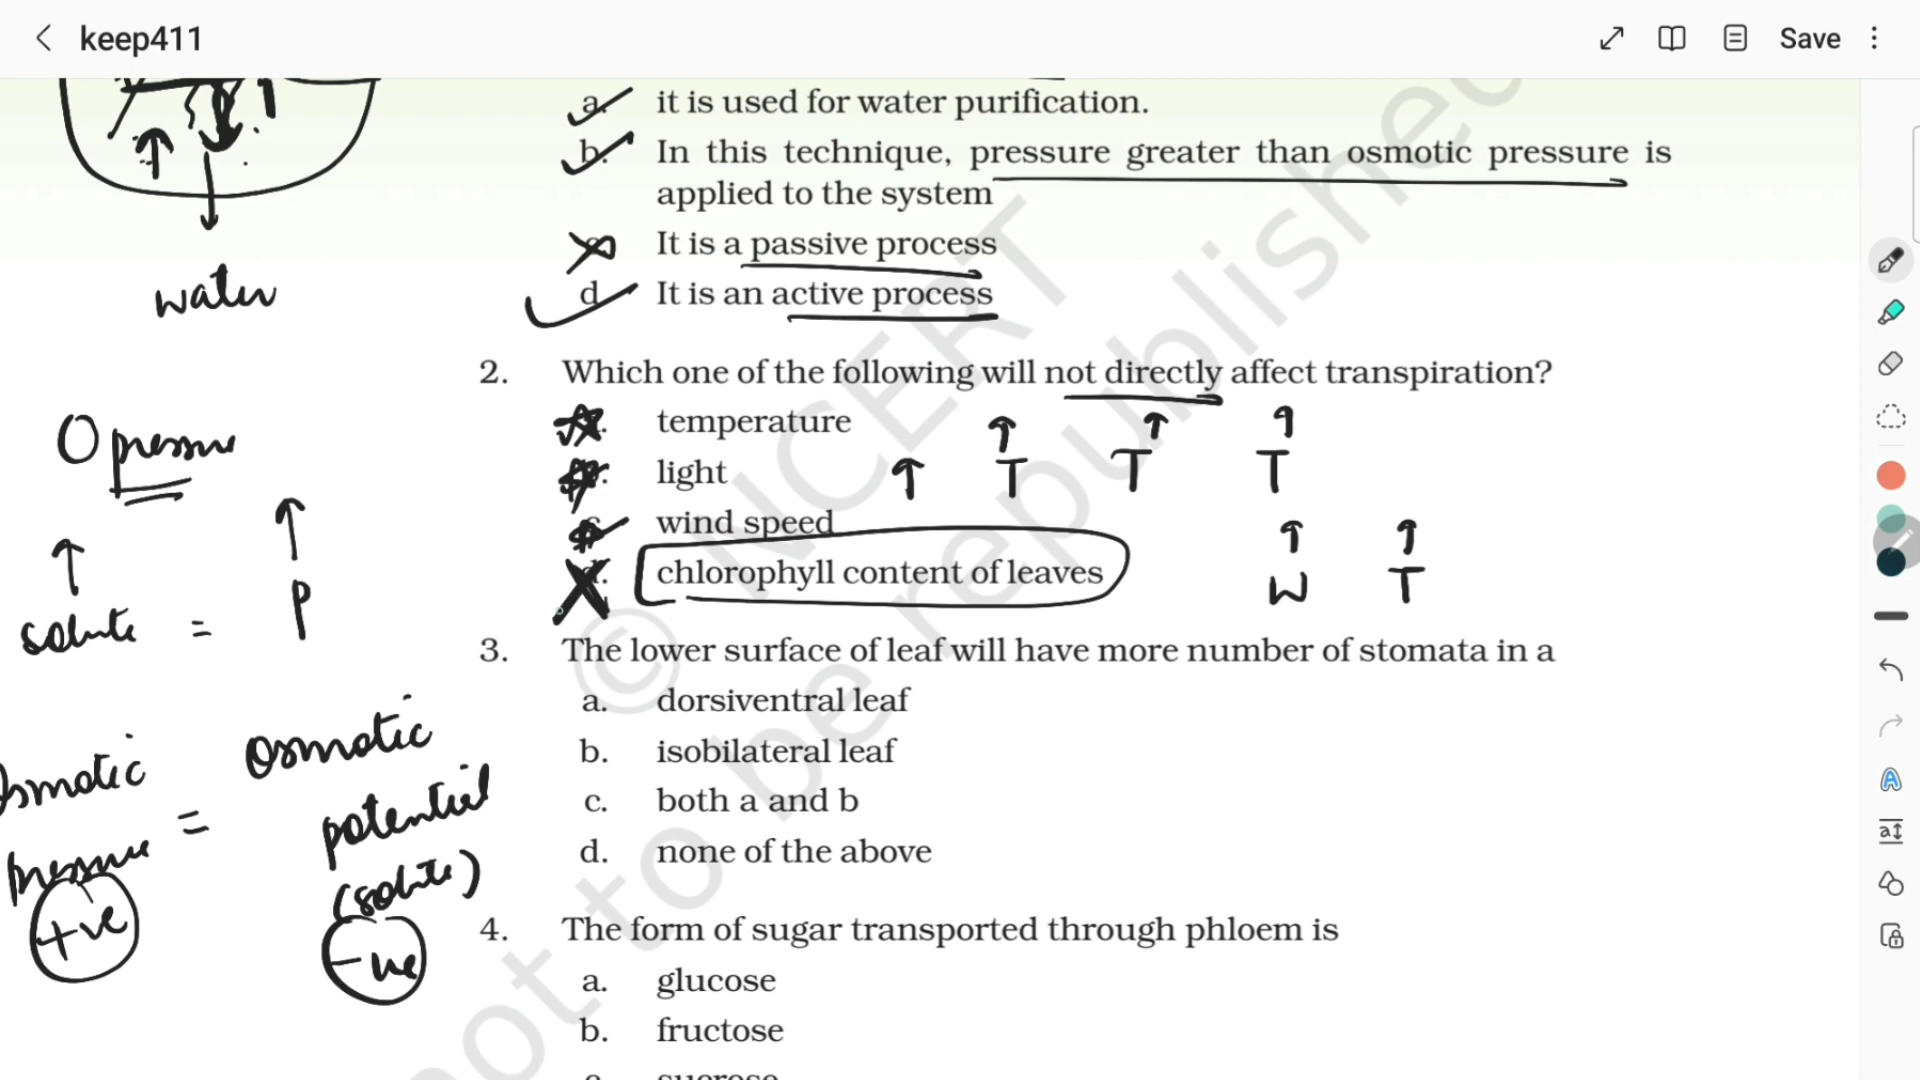 keep411
Save
a. it is used for water purification.
b. In this technique, pressure greater than osmotic pressure is
applied to the system
It is a passive process
d It is an active process
water
2. Which one of the following will not directly affect transpiration?
temperature
light
T T T
wind speed
chlorophyll content of leaves
W T
O pressure
solute = P
3. The lower surface of leaf will have more number of stomata in a
a. dorsiventral leaf
b. isobilateral leaf
c. both a and b
d. none of the above
osmotic
pressure
=
osmotic
potential
(solute)
+ve
-ve
4. The form of sugar transported through phloem is
a. glucose
b. fructose
c. sucrose
© NCERT
not to be republished